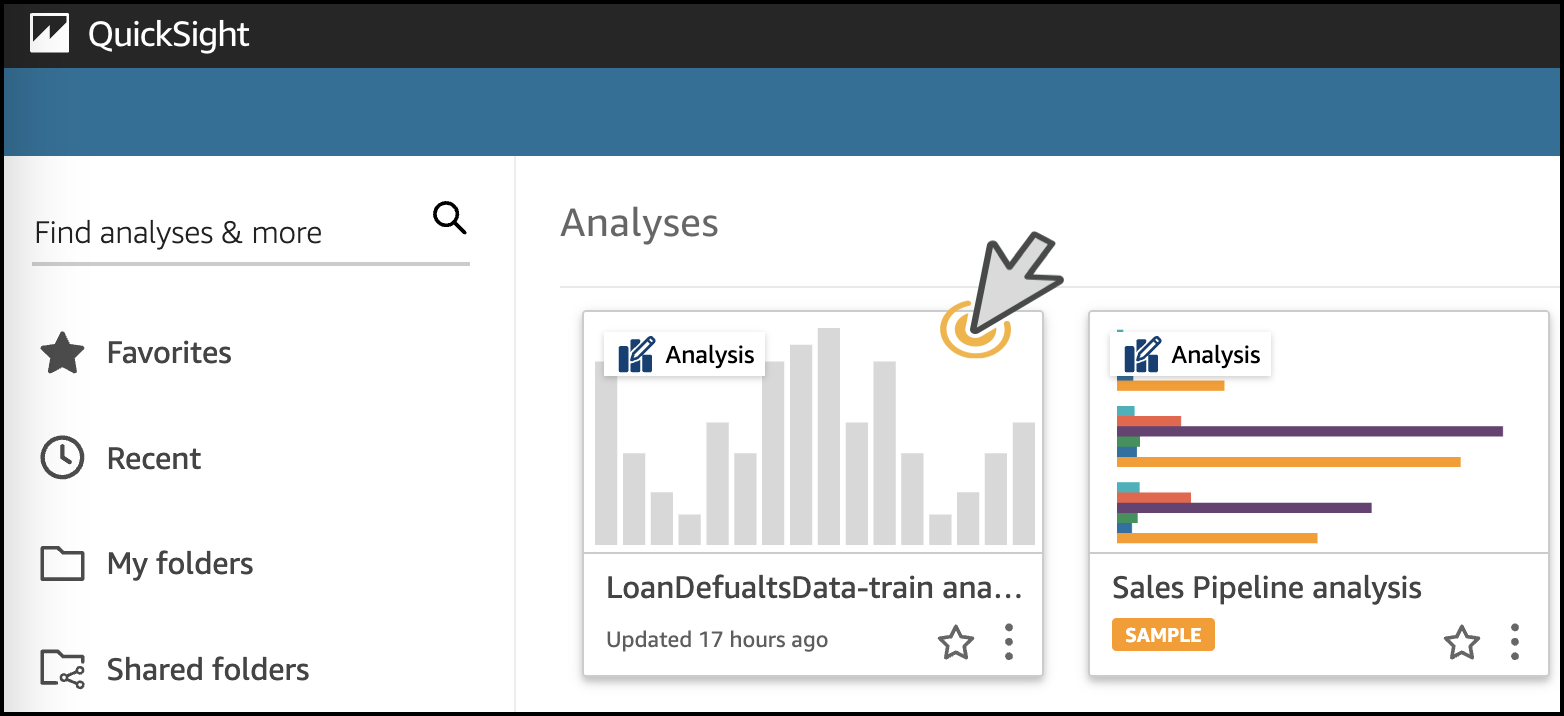 QuickSight
Find analyses & more
Favorites
Recent
My folders
Shared folders
Analyses
Analysis
LoanDefualtsData-train ana...
Updated 17 hours ago
Analysis
Sales Pipeline analysis
SAMPLE